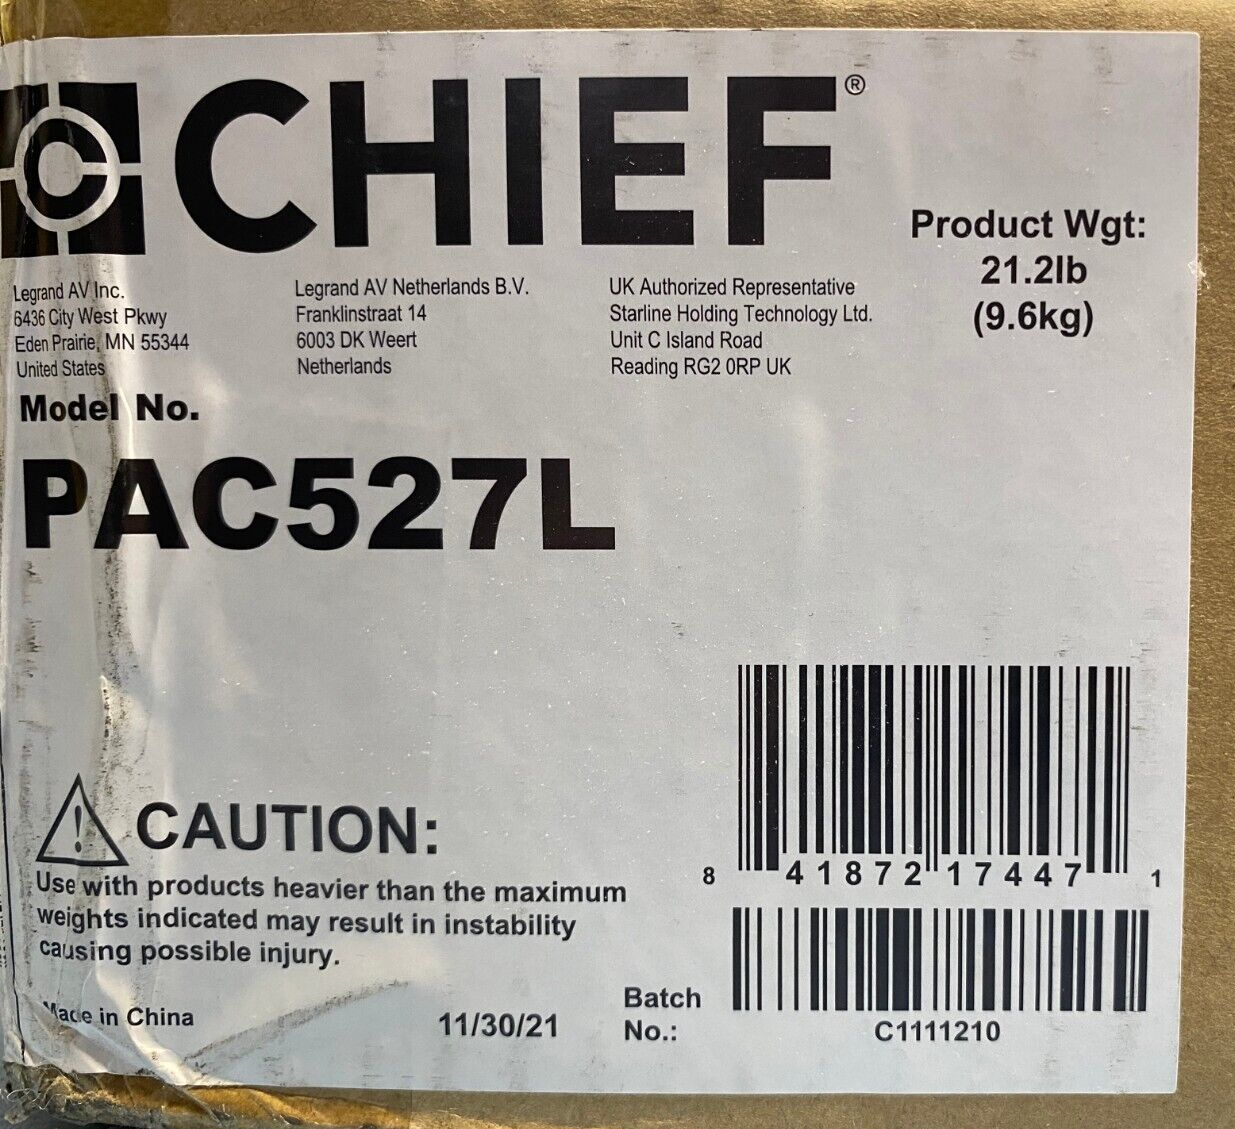 CHIEF®
Product Wgt:
21.2lb
(9.6kg)
Legrand AV Inc.
6436 City West Pkwy
Eden Prairie, MN 55344
United States
Legrand AV Netherlands B.V.
Franklinstraat 14
6003 DK Weert
Netherlands
UK Authorized Representative
Starline Holding Technology Ltd.
Unit C Island Road
Reading RG2 0RP UK
Model No.
PAC527L
CAUTION:
Use with products heavier than the maximum
weights indicated may result in instability
causing possible injury.
Made in China
11/30/21
8 41872 17447 1
Batch
No.:
C1111210